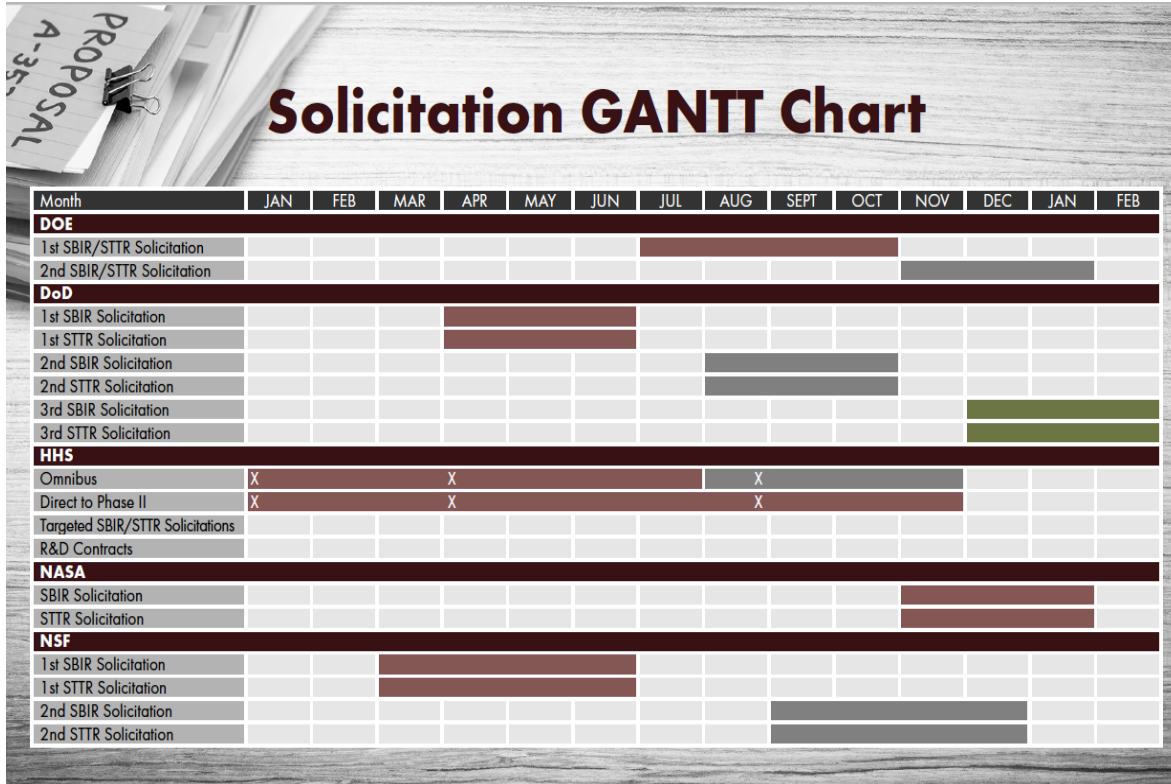 PROPOSAL
A-35
Solicitation GANTT Chart
Month JAN FEB MAR APR MAY JUN JUL AUG SEPT OCT NOV DEC JAN FEB
DOE
1st SBIR/STTR Solicitation
2nd SBIR/STTR Solicitation
DoD
1st SBIR Solicitation
1st STTR Solicitation
2nd SBIR Solicitation
2nd STTR Solicitation
3rd SBIR Solicitation
3rd STTR Solicitation
HHS
Omnibus X X X
Direct to Phase II X X X
Targeted SBIR/STTR Solicitations
R&D Contracts
NASA
SBIR Solicitation
STTR Solicitation
NSF
1st SBIR Solicitation
1st STTR Solicitation
2nd SBIR Solicitation
2nd STTR Solicitation